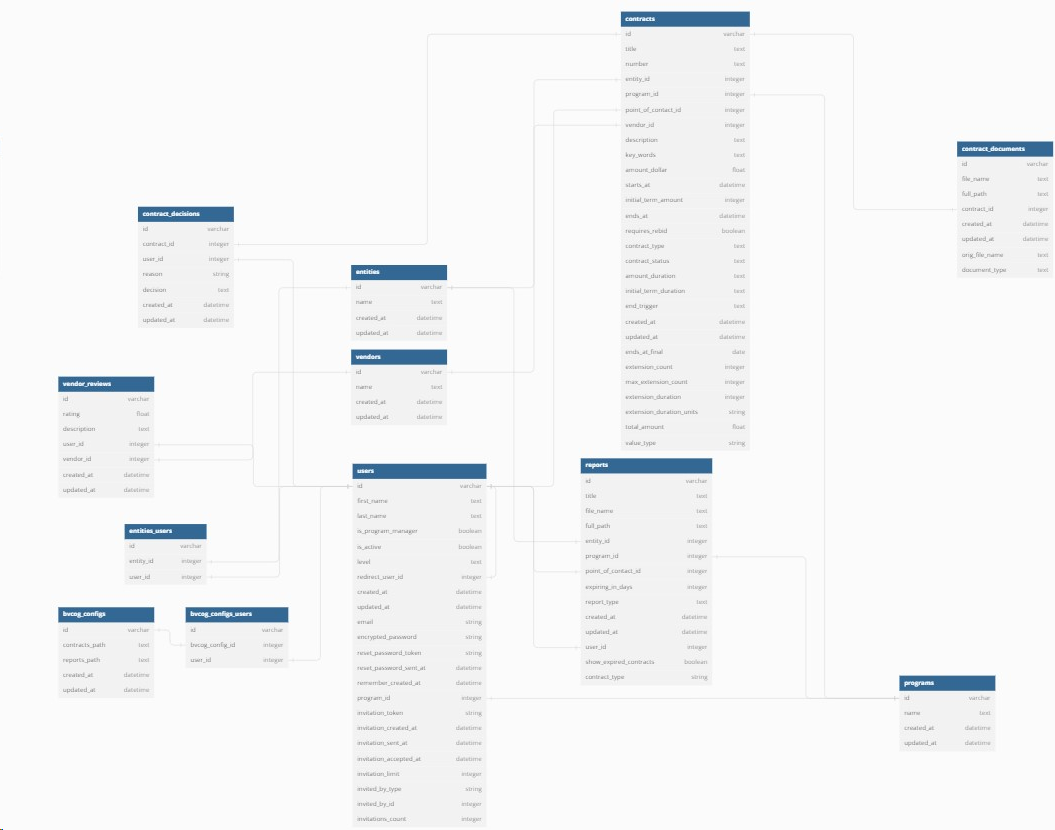 contracts
id varchar
title text
number text
entity_id integer
program_id integer
point_of_contact_id integer
vendor_id integer
description text
key_words text
amount_dollar float
starts_at datetime
initial_term_amount integer
ends_at datetime
requires_rebid boolean
contract_type text
contract_status text
amount_duration text
initial_term_duration text
end_trigger text
created_at datetime
updated_at datetime
ends_at_final date
extension_count integer
max_extension_count integer
extension_duration integer
extension_duration_units string
total_amount float
value_type string
contract_documents
id varchar
file_name text
full_path text
contract_id integer
created_at datetime
updated_at datetime
orig_file_name text
document_type text
contract_decisions
id varchar
contract_id integer
user_id integer
reason string
decision text
created_at datetime
updated_at datetime
entities
id varchar
name text
created_at datetime
updated_at datetime
vendors
id varchar
name text
created_at datetime
updated_at datetime
vendor_reviews
id varchar
rating float
description text
user_id integer
vendor_id integer
created_at datetime
updated_at datetime
users
id varchar
first_name text
last_name text
is_program_manager boolean
is_active boolean
level text
redirect_user_id integer
created_at datetime
updated_at datetime
email string
encrypted_password string
reset_password_token string
reset_password_sent_at datetime
remember_created_at datetime
program_id integer
invitation_token string
invitation_created_at datetime
invitation_sent_at datetime
invitation_accepted_at datetime
invitation_limit integer
invited_by_type string
invited_by_id integer
invitations_count integer
reports
id varchar
title text
file_name text
full_path text
entity_id integer
program_id integer
point_of_contact_id integer
expiring_in_days integer
report_type text
created_at datetime
updated_at datetime
user_id integer
show_expired_contracts boolean
contract_type string
entities_users
id varchar
entity_id integer
user_id integer
bvcog_configs
id varchar
contracts_path text
reports_path text
created_at datetime
updated_at datetime
bvcog_configs_users
id varchar
bvcog_config_id integer
user_id integer
programs
id varchar
name text
created_at datetime
updated_at datetime